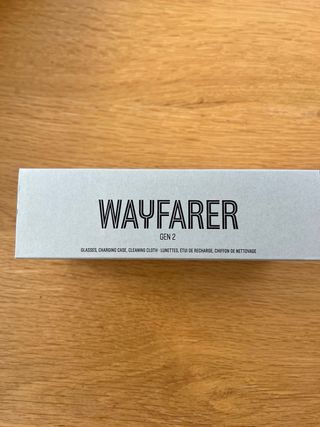 WAYFARER
GEN 2
GLASSES, CHARGING CASE, CLEANING CLOTH · LUNETTES, ÉTUI DE RECHARGE, CHIFFON DE NETTOYAGE